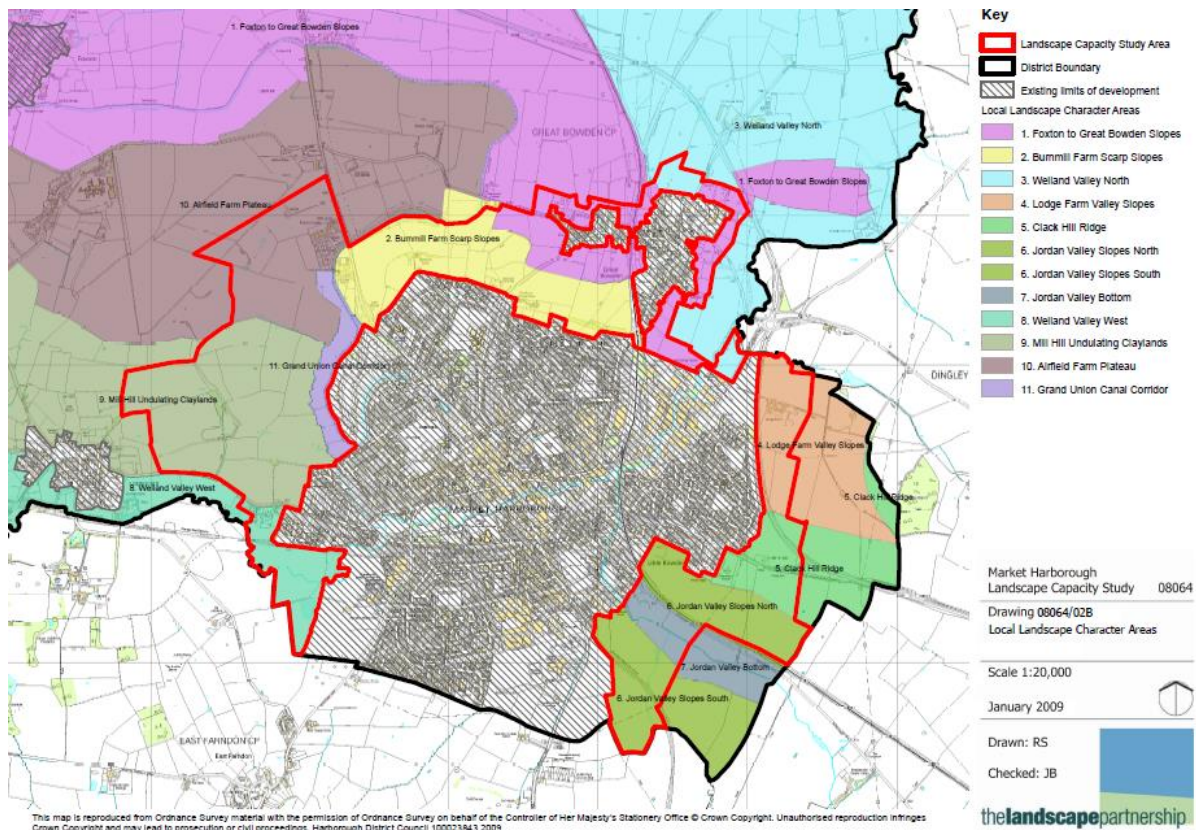 1. Foxton to Great Bowden Slopes
GREAT BOWDEN CP
3. Welland Valley North
1. Foxton to Great Bowden Slopes
10. Airfield Farm Plateau
2. Burnmill Farm Scarp Slopes
11. Grand Union Canal Corridor
DINGLEY
9. Mill Hill Undulating Claylands
4. Lodge Farm Valley Slopes
8. Welland Valley West
5. Clack Hill Ridge
MARKET HARBOROUGH
5. Clack Hill Ridge
6. Jordan Valley Slopes North
7. Jordan Valley Bottom
6. Jordan Valley Slopes South
EAST FARNDON CP
East Farndon
Key
Landscape Capacity Study Area
District Boundary
Existing limits of development
Local Landscape Character Areas
1. Foxton to Great Bowden Slopes
2. Burnmill Farm Scarp Slopes
3. Welland Valley North
4. Lodge Farm Valley Slopes
5. Clack Hill Ridge
6. Jordan Valley Slopes North
6. Jordan Valley Slopes South
7. Jordan Valley Bottom
8. Welland Valley West
9. Mill Hill Undulating Claylands
10. Airfield Farm Plateau
11. Grand Union Canal Corridor
Market Harborough
Landscape Capacity Study 08064
Drawing 08064/02B
Local Landscape Character Areas
Scale 1:20,000
January 2009
Drawn: RS
Checked: JB
thelandscapepartnership
This map is reproduced from Ordnance Survey material with the permission of Ordnance Survey on behalf of the Controller of Her Majesty's Stationery Office © Crown Copyright. Unauthorised reproduction infringes
Crown Copyright and may lead to prosecution or civil proceedings. Harborough District Council 100023843 2009